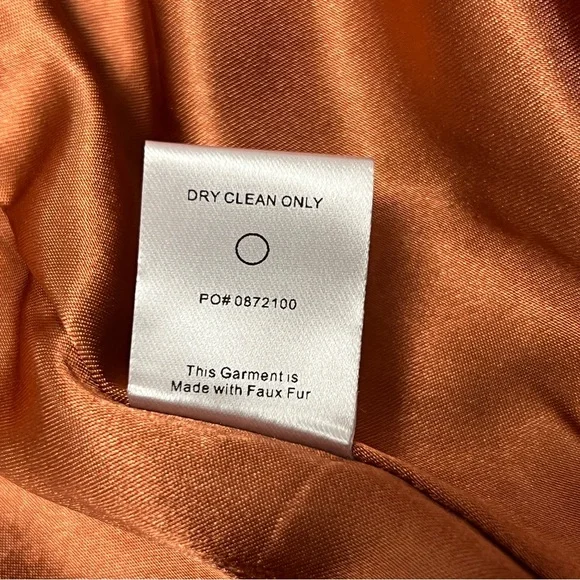 DRY CLEAN ONLY
PO# 0872100
This Garment is
Made with Faux Fur